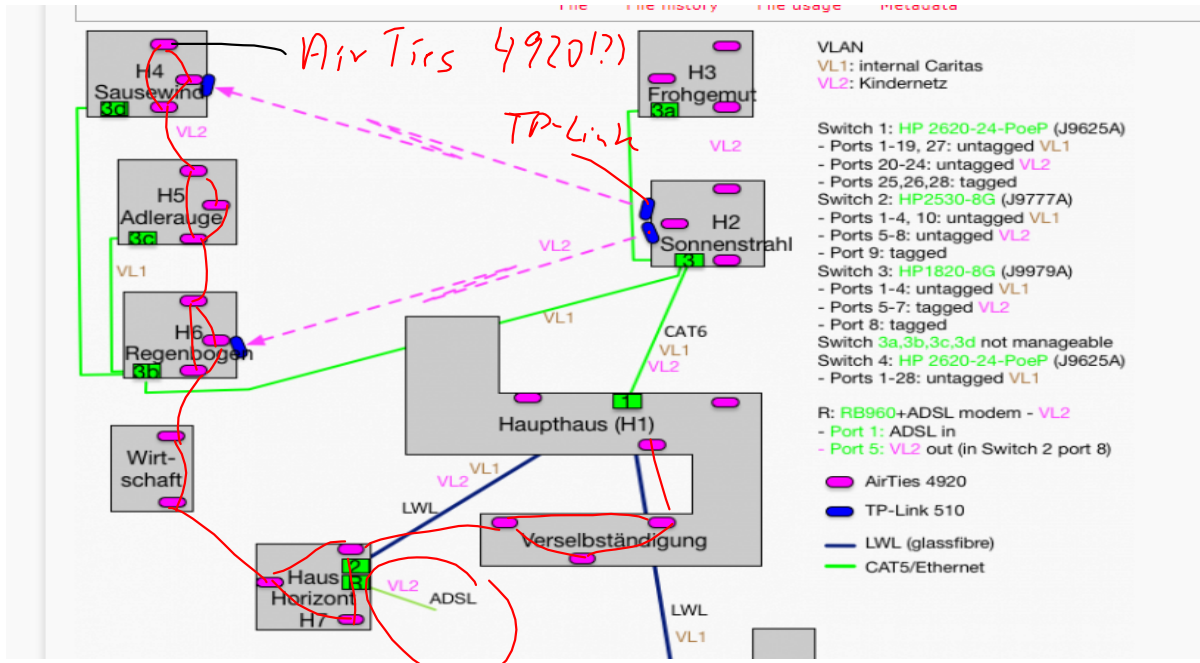 File File history File usage Metadata
AirTies 4920!?)
TP-Link
H4
Sausewind
3d
VL2
H5
Adlerauge
3c
VL1
H6
Regenbogen
3b
Wirt-
schaft
H3
Frohgemut
3a
VL2
H2
Sonnenstrahl
3
VL2
VL1
CAT6
VL1
VL2
1
Haupthaus (H1)
VL1
VL2
LWL
Verselbständigung
2
R
Haus
Horizont
H7
VL2
ADSL
LWL
VL1
VLAN
VL1: internal Caritas
VL2: Kindernetz
Switch 1: HP 2620-24-PoeP (J9625A)
- Ports 1-19, 27: untagged VL1
- Ports 20-24: untagged VL2
- Ports 25,26,28: tagged
Switch 2: HP2530-8G (J9777A)
- Ports 1-4, 10: untagged VL1
- Ports 5-8: untagged VL2
- Port 9: tagged
Switch 3: HP1820-8G (J9979A)
- Ports 1-4: untagged VL1
- Ports 5-7: tagged VL2
- Port 8: tagged
Switch 3a,3b,3c,3d not manageable
Switch 4: HP 2620-24-PoeP (J9625A)
- Ports 1-28: untagged VL1
R: RB960+ADSL modem - VL2
- Port 1: ADSL in
- Port 5: VL2 out (in Switch 2 port 8)
AirTies 4920
TP-Link 510
LWL (glassfibre)
CAT5/Ethernet